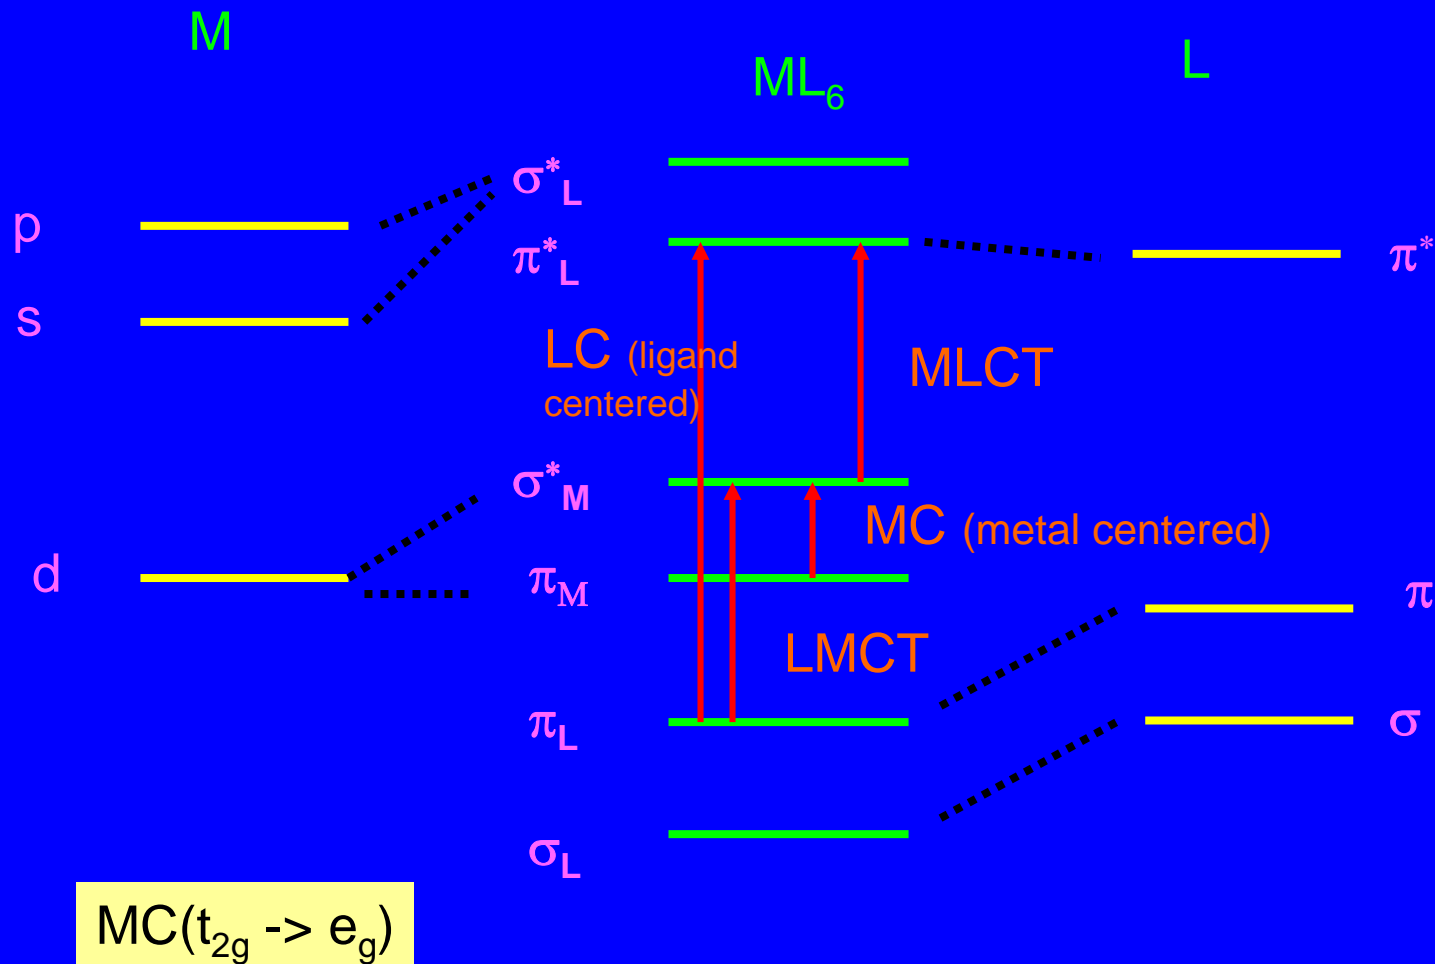 M
L
ML₆
σ*L
p
π*L
π*
s
LC (ligand
centered)
MLCT
σ*M
MC (metal centered)
d
πM
π
LMCT
πL
σ
σL
MC(t₂g -> eg)